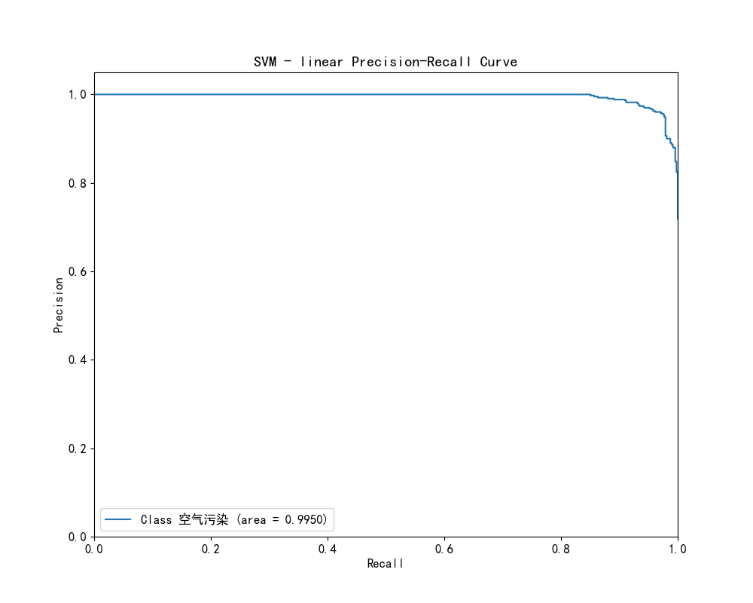 SVM - linear Precision-Recall Curve
1.0
0.8
0.6
0.4
0.2
0.0
Precision
Class 空气污染 (area = 0.9950)
0.0 0.2 0.4 0.6 0.8 1.0
Recall